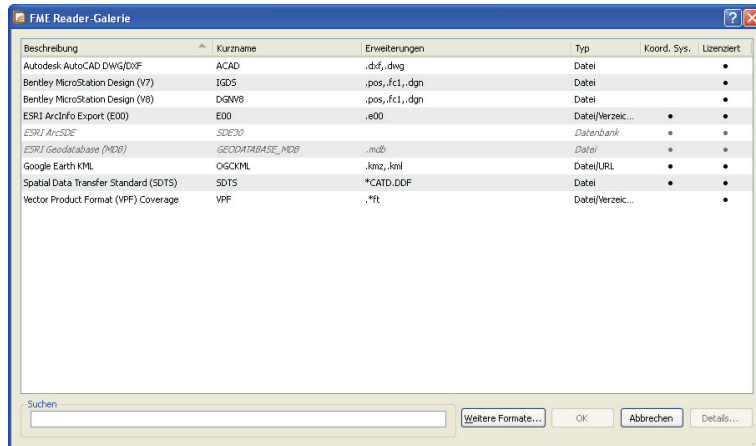 FME Reader-Galerie
Beschreibung Kurzname Erweiterungen Typ Koord. Sys. Lizenziert
Autodesk AutoCAD DWG/DXF ACAD .dxf,.dwg Datei •
Bentley MicroStation Design (V7) IGDS .pos,.fc1,.dgn Datei •
Bentley MicroStation Design (V8) DGNV8 .pos,.fc1,.dgn Datei •
ESRI ArcInfo Export (E00) E00 .e00 Datei/Verzeic... • •
ESRI ArcSDE SDE30 Datenbank • •
ESRI Geodatabase (MDB) GEODATABASE_MDB .mdb Datei • •
Google Earth KML OGCKML .kmz,.kml Datei/URL • •
Spatial Data Transfer Standard (SDTS) SDTS *CATD.DDF Datei • •
Vector Product Format (VPF) Coverage VPF .*ft Datei/Verzeic... •
Suchen
Weitere Formate... OK Abbrechen Details...